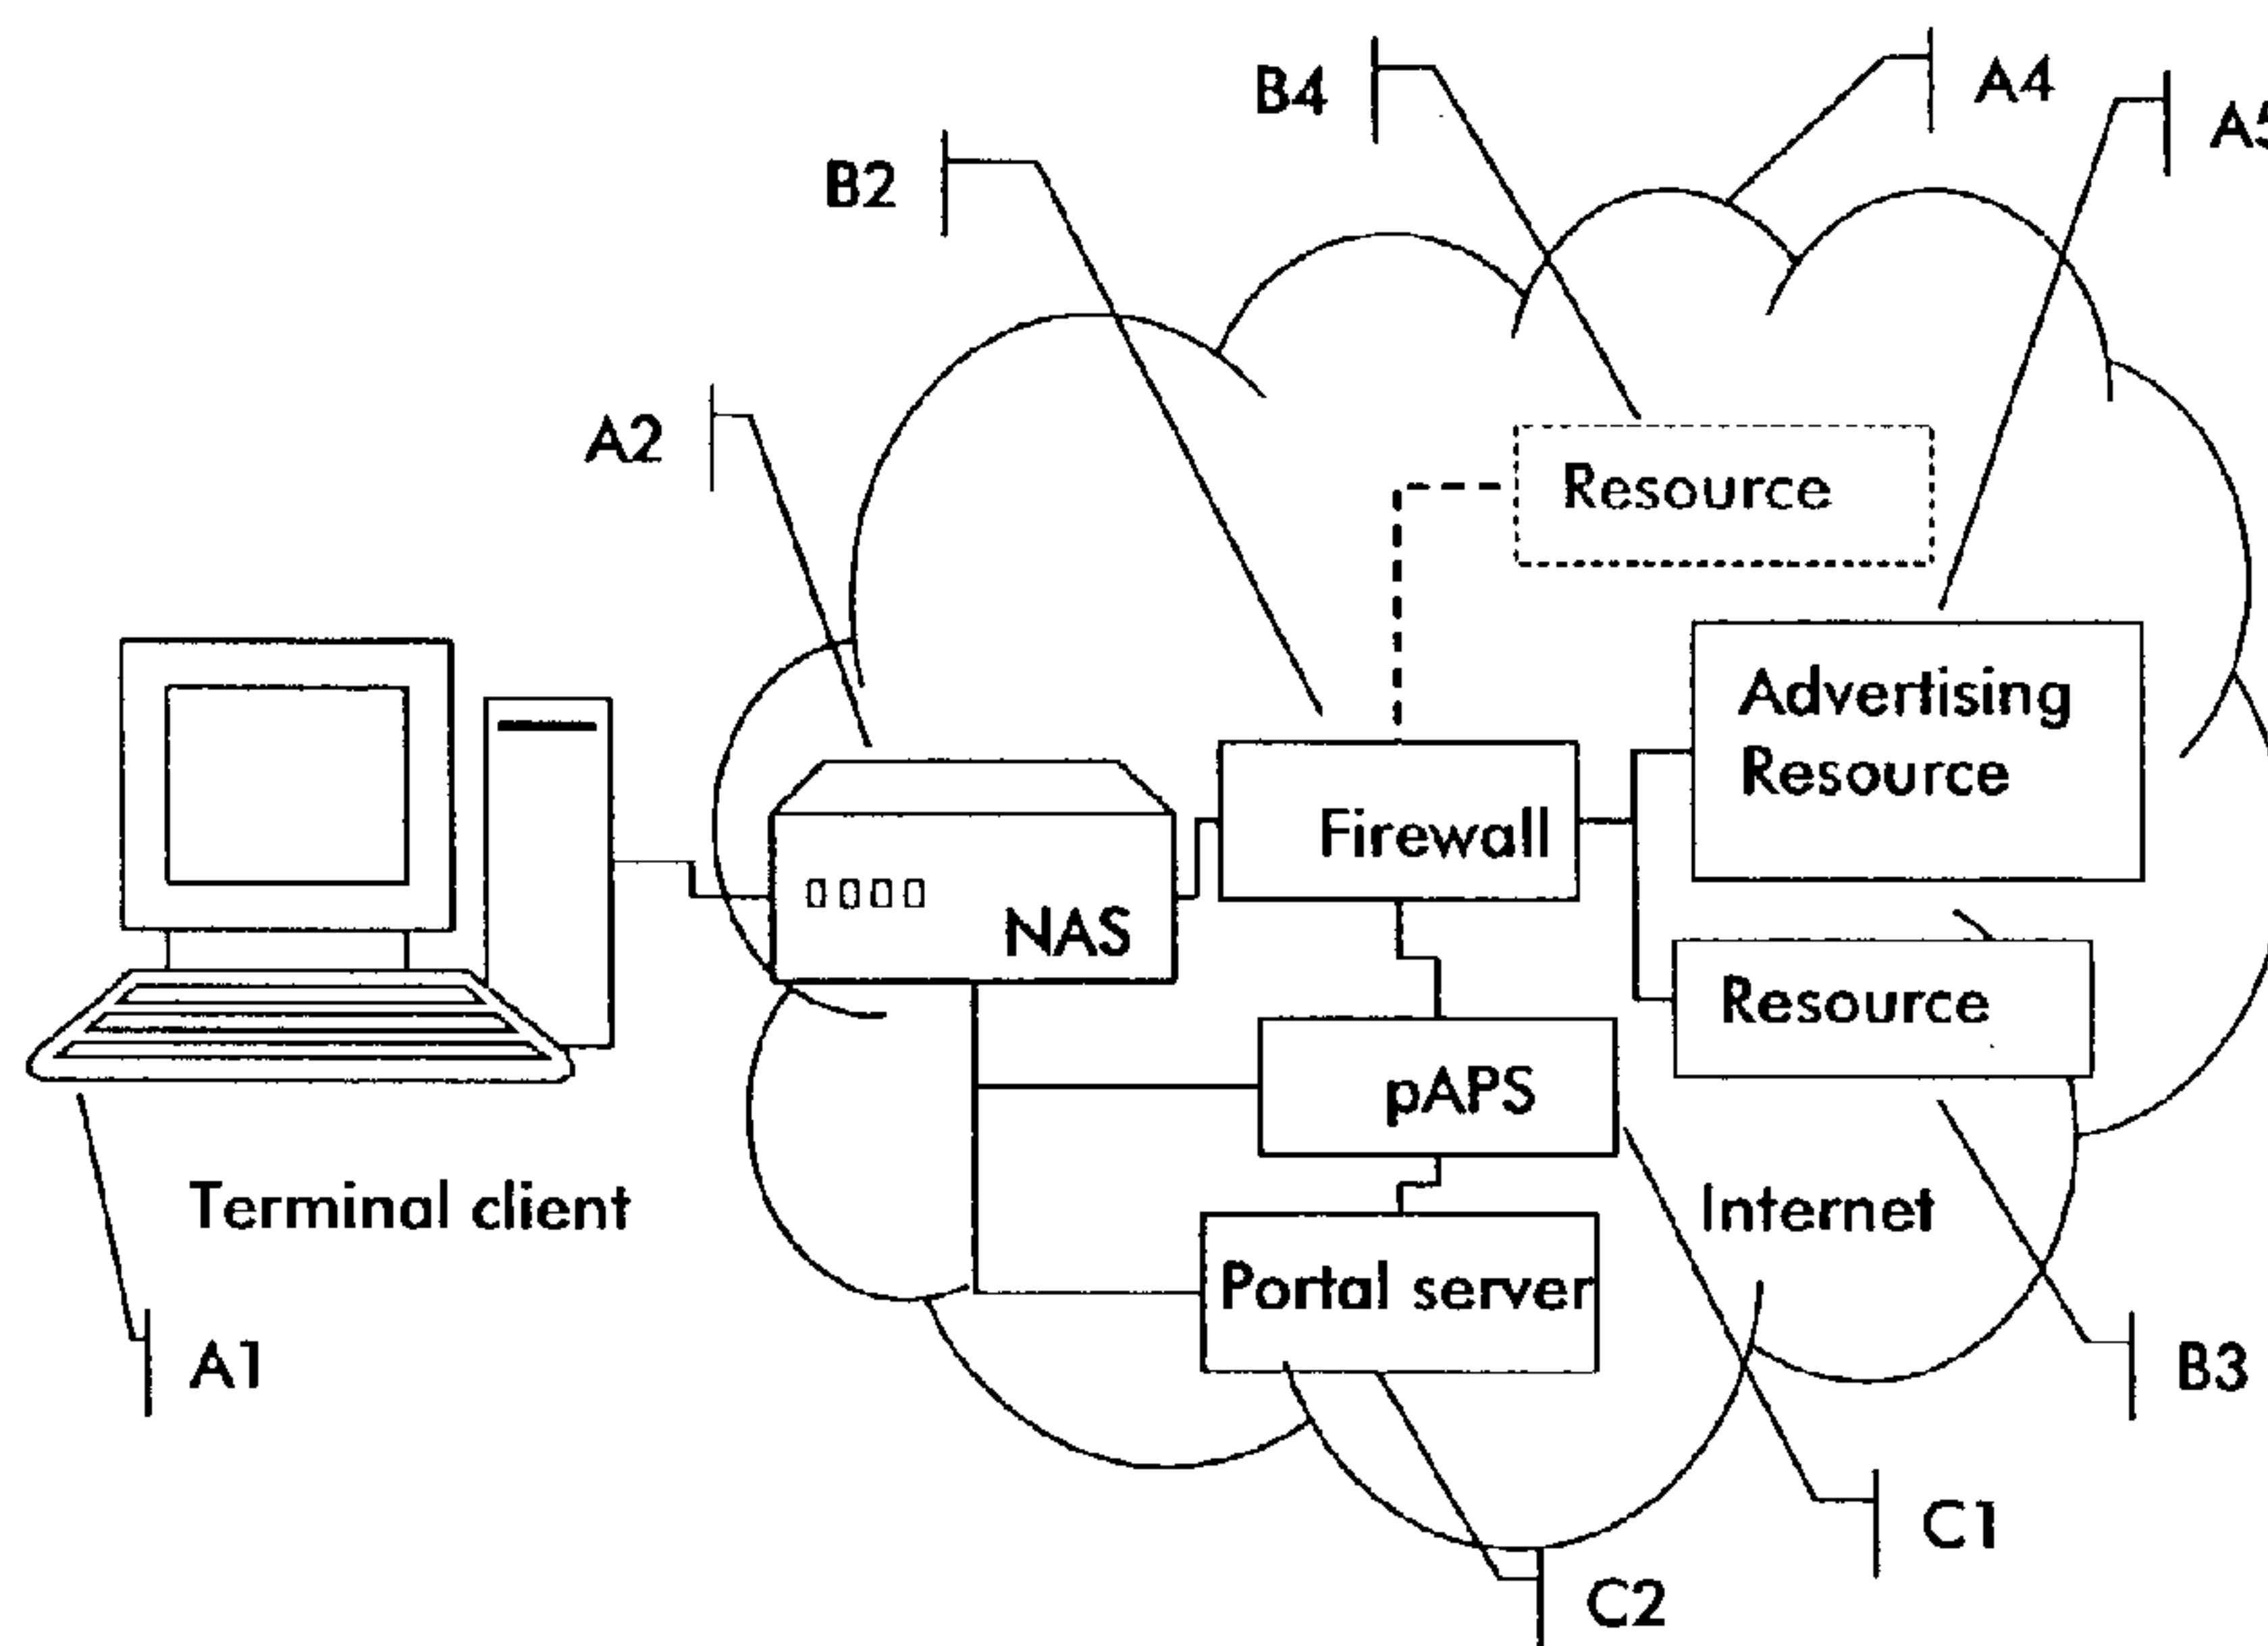 B4
A4
A5
B2
A2
Resource
Advertising
Resource
Firewall
NAS
Resource
pAPS
Terminal client
Internet
Portal server
A1
B3
C1
C2